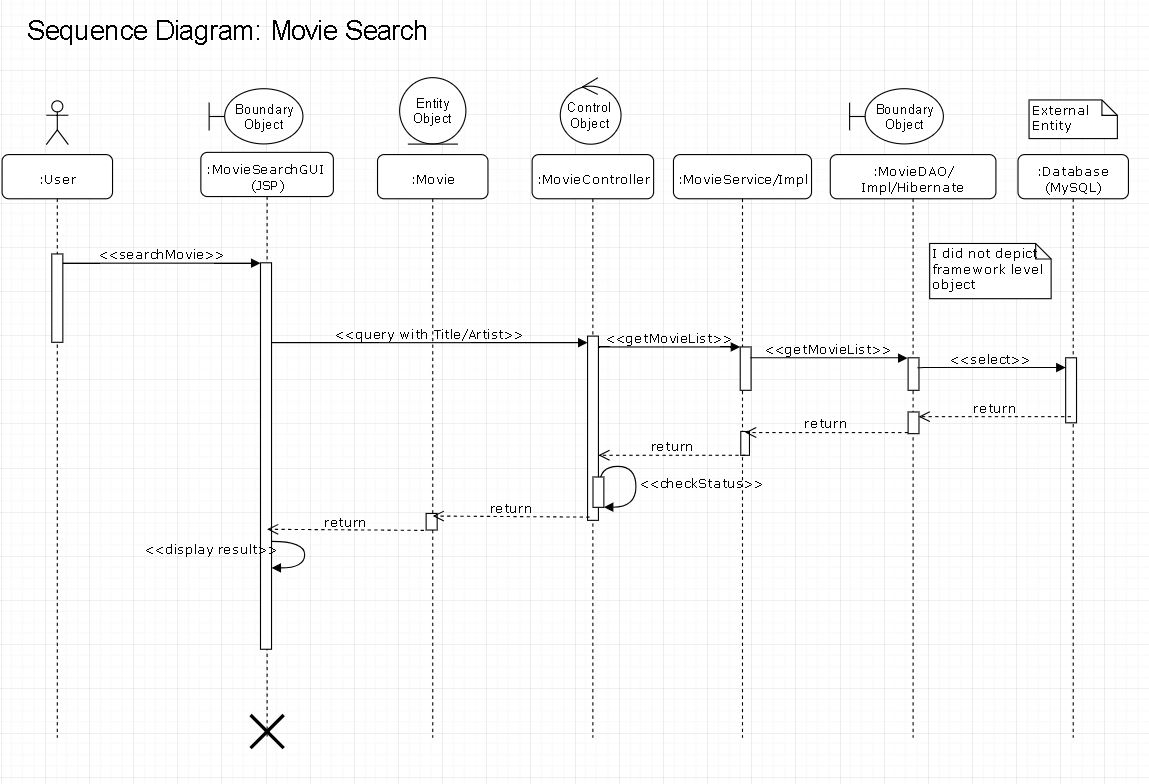 Sequence Diagram: Movie Search
Boundary
Object
Entity
Object
Control
Object
Boundary
Object
External
Entity
:User
:MovieSearchGUI
(JSP)
:Movie
:MovieController
:MovieService/Impl
:MovieDAO/
Impl/Hibernate
:Database
(MySQL)
I did not depict
framework level
object
<<searchMovie>>
<<query with Title/Artist>>
<<getMovieList>>
<<getMovieList>>
<<select>>
return
return
return
<<checkStatus>>
return
return
<<display result>>